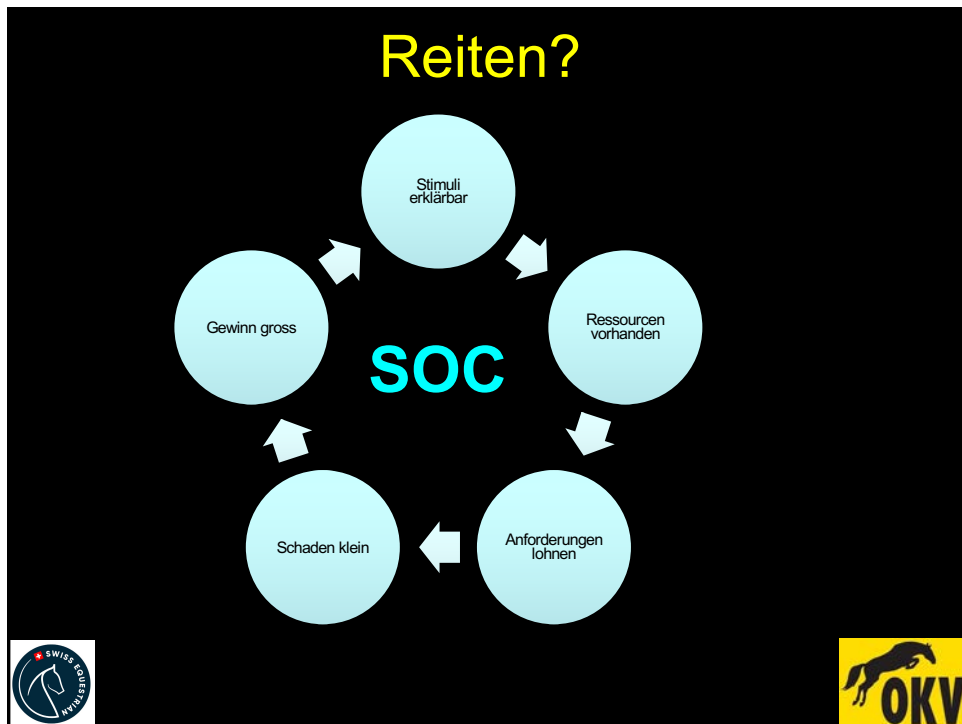 Reiten?
Stimuli
erklärbar
Ressourcen
vorhanden
Anforderungen
lohnen
Schaden klein
Gewinn gross
SOC
SWISS EQUESTRIAN
OKV